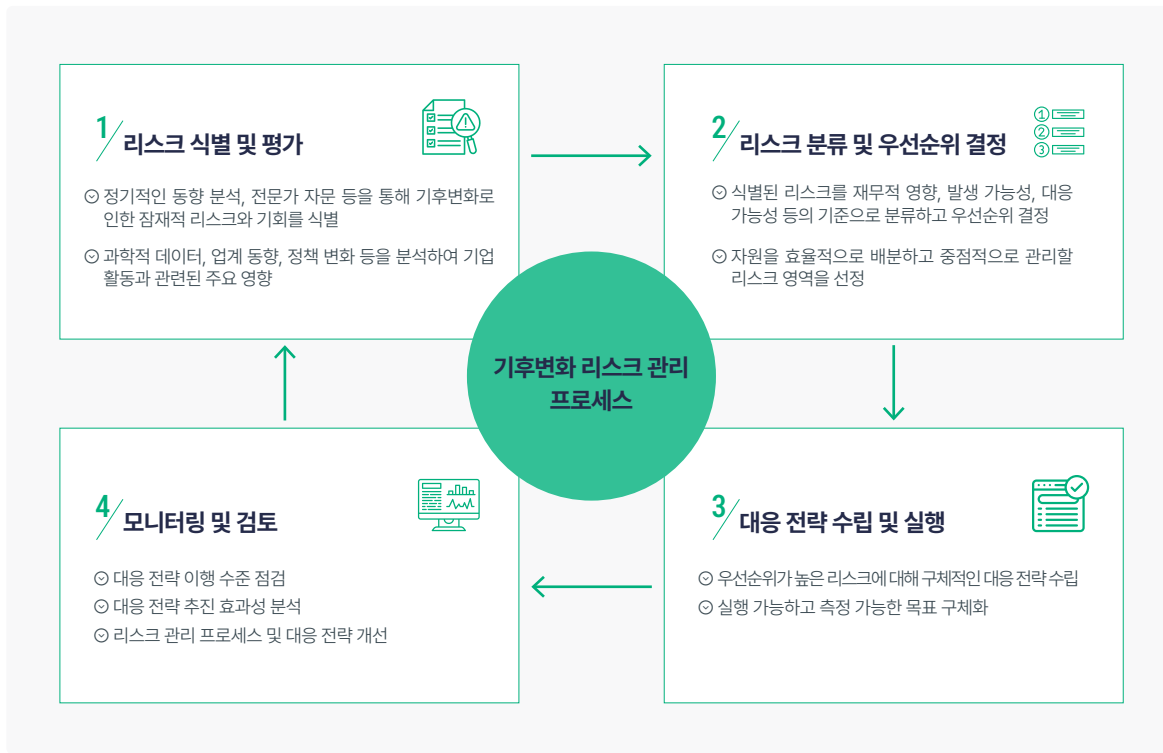 1 리스크 식별 및 평가
정기적인 동향 분석, 전문가 자문 등을 통해 기후변화로
인한 잠재적 리스크와 기회를 식별
과학적 데이터, 업계 동향, 정책 변화 등을 분석하여 기업
활동과 관련된 주요 영향
2 리스크 분류 및 우선순위 결정
1
2
3
식별된 리스크를 재무적 영향, 발생 가능성, 대응
가능성 등의 기준으로 분류하고 우선순위 결정
자원을 효율적으로 배분하고 중점적으로 관리할
리스크 영역을 선정
기후변화 리스크 관리
프로세스
3 대응 전략 수립 및 실행
우선순위가 높은 리스크에 대해 구체적인 대응 전략 수립
실행 가능하고 측정 가능한 목표 구체화
4 모니터링 및 검토
대응 전략 이행 수준 점검
대응 전략 추진 효과성 분석
리스크 관리 프로세스 및 대응 전략 개선